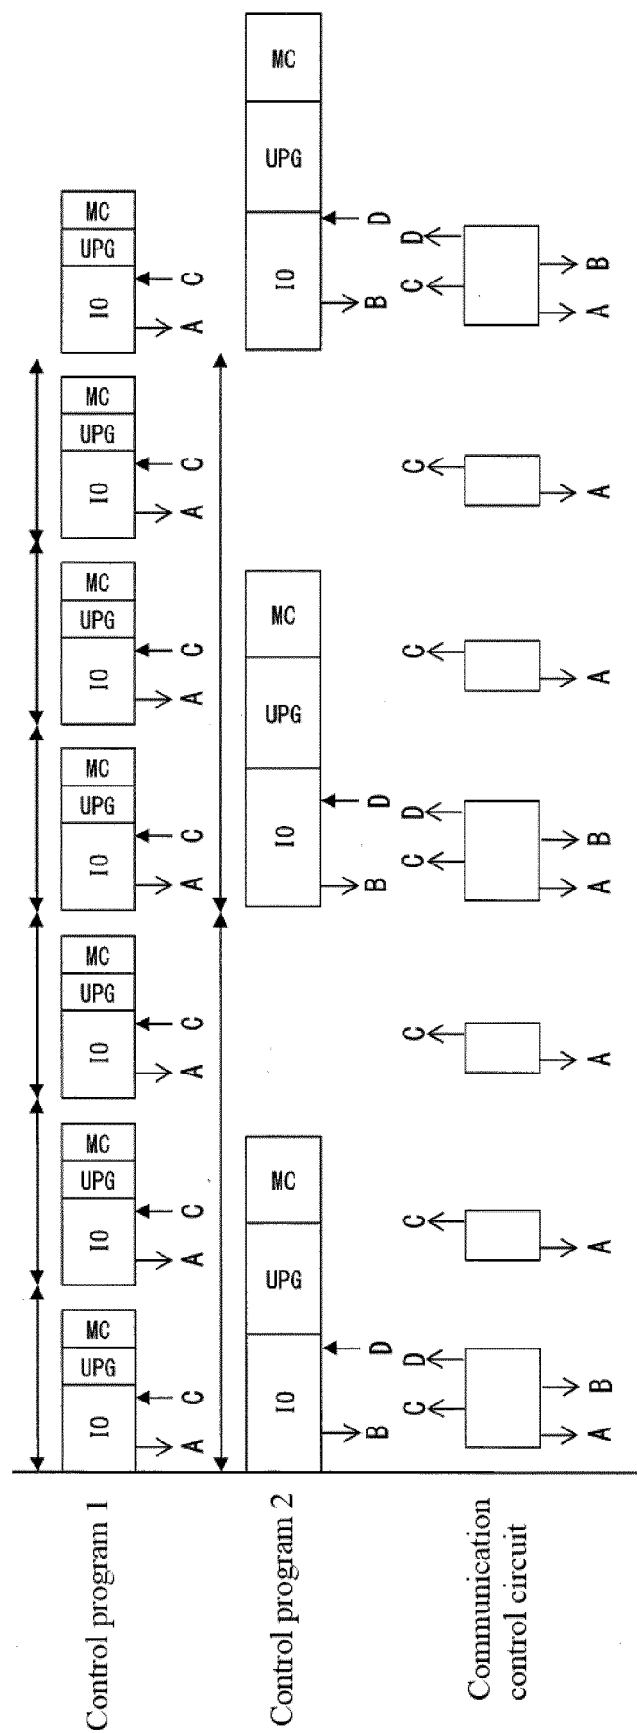 Control program 1
IO UPG MC IO UPG MC IO UPG MC IO UPG MC IO UPG MC IO UPG MC IO UPG MC
A C A C A C A C A C A C A C
Control program 2
IO UPG MC IO UPG MC IO UPG MC
B D B D B D
C D C C C D C C C D
Communication
control circuit
A B A A A B A A A B